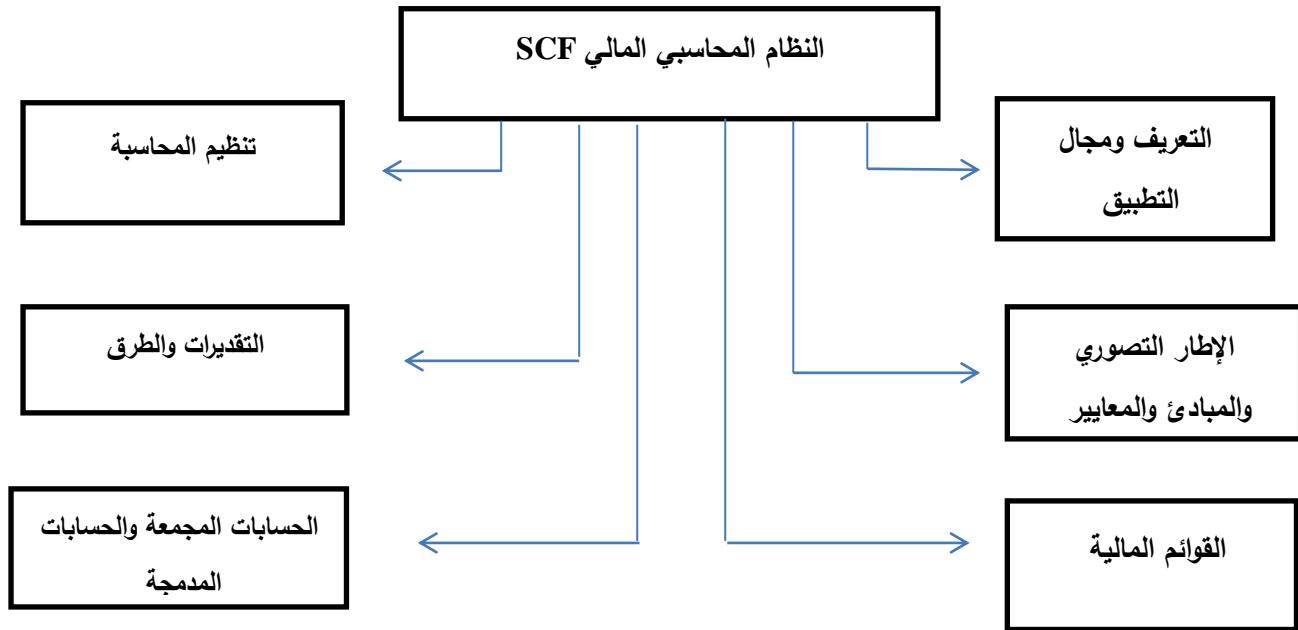 النظام المحاسبي المالي SCF
التعريف ومجال
التطبيق
تنظيم المحاسبة
الإطار التصوري
والمبادئ والمعايير
التقديرات والطرق
القوائم المالية
الحسابات المجمعة والحسابات
المدمجة